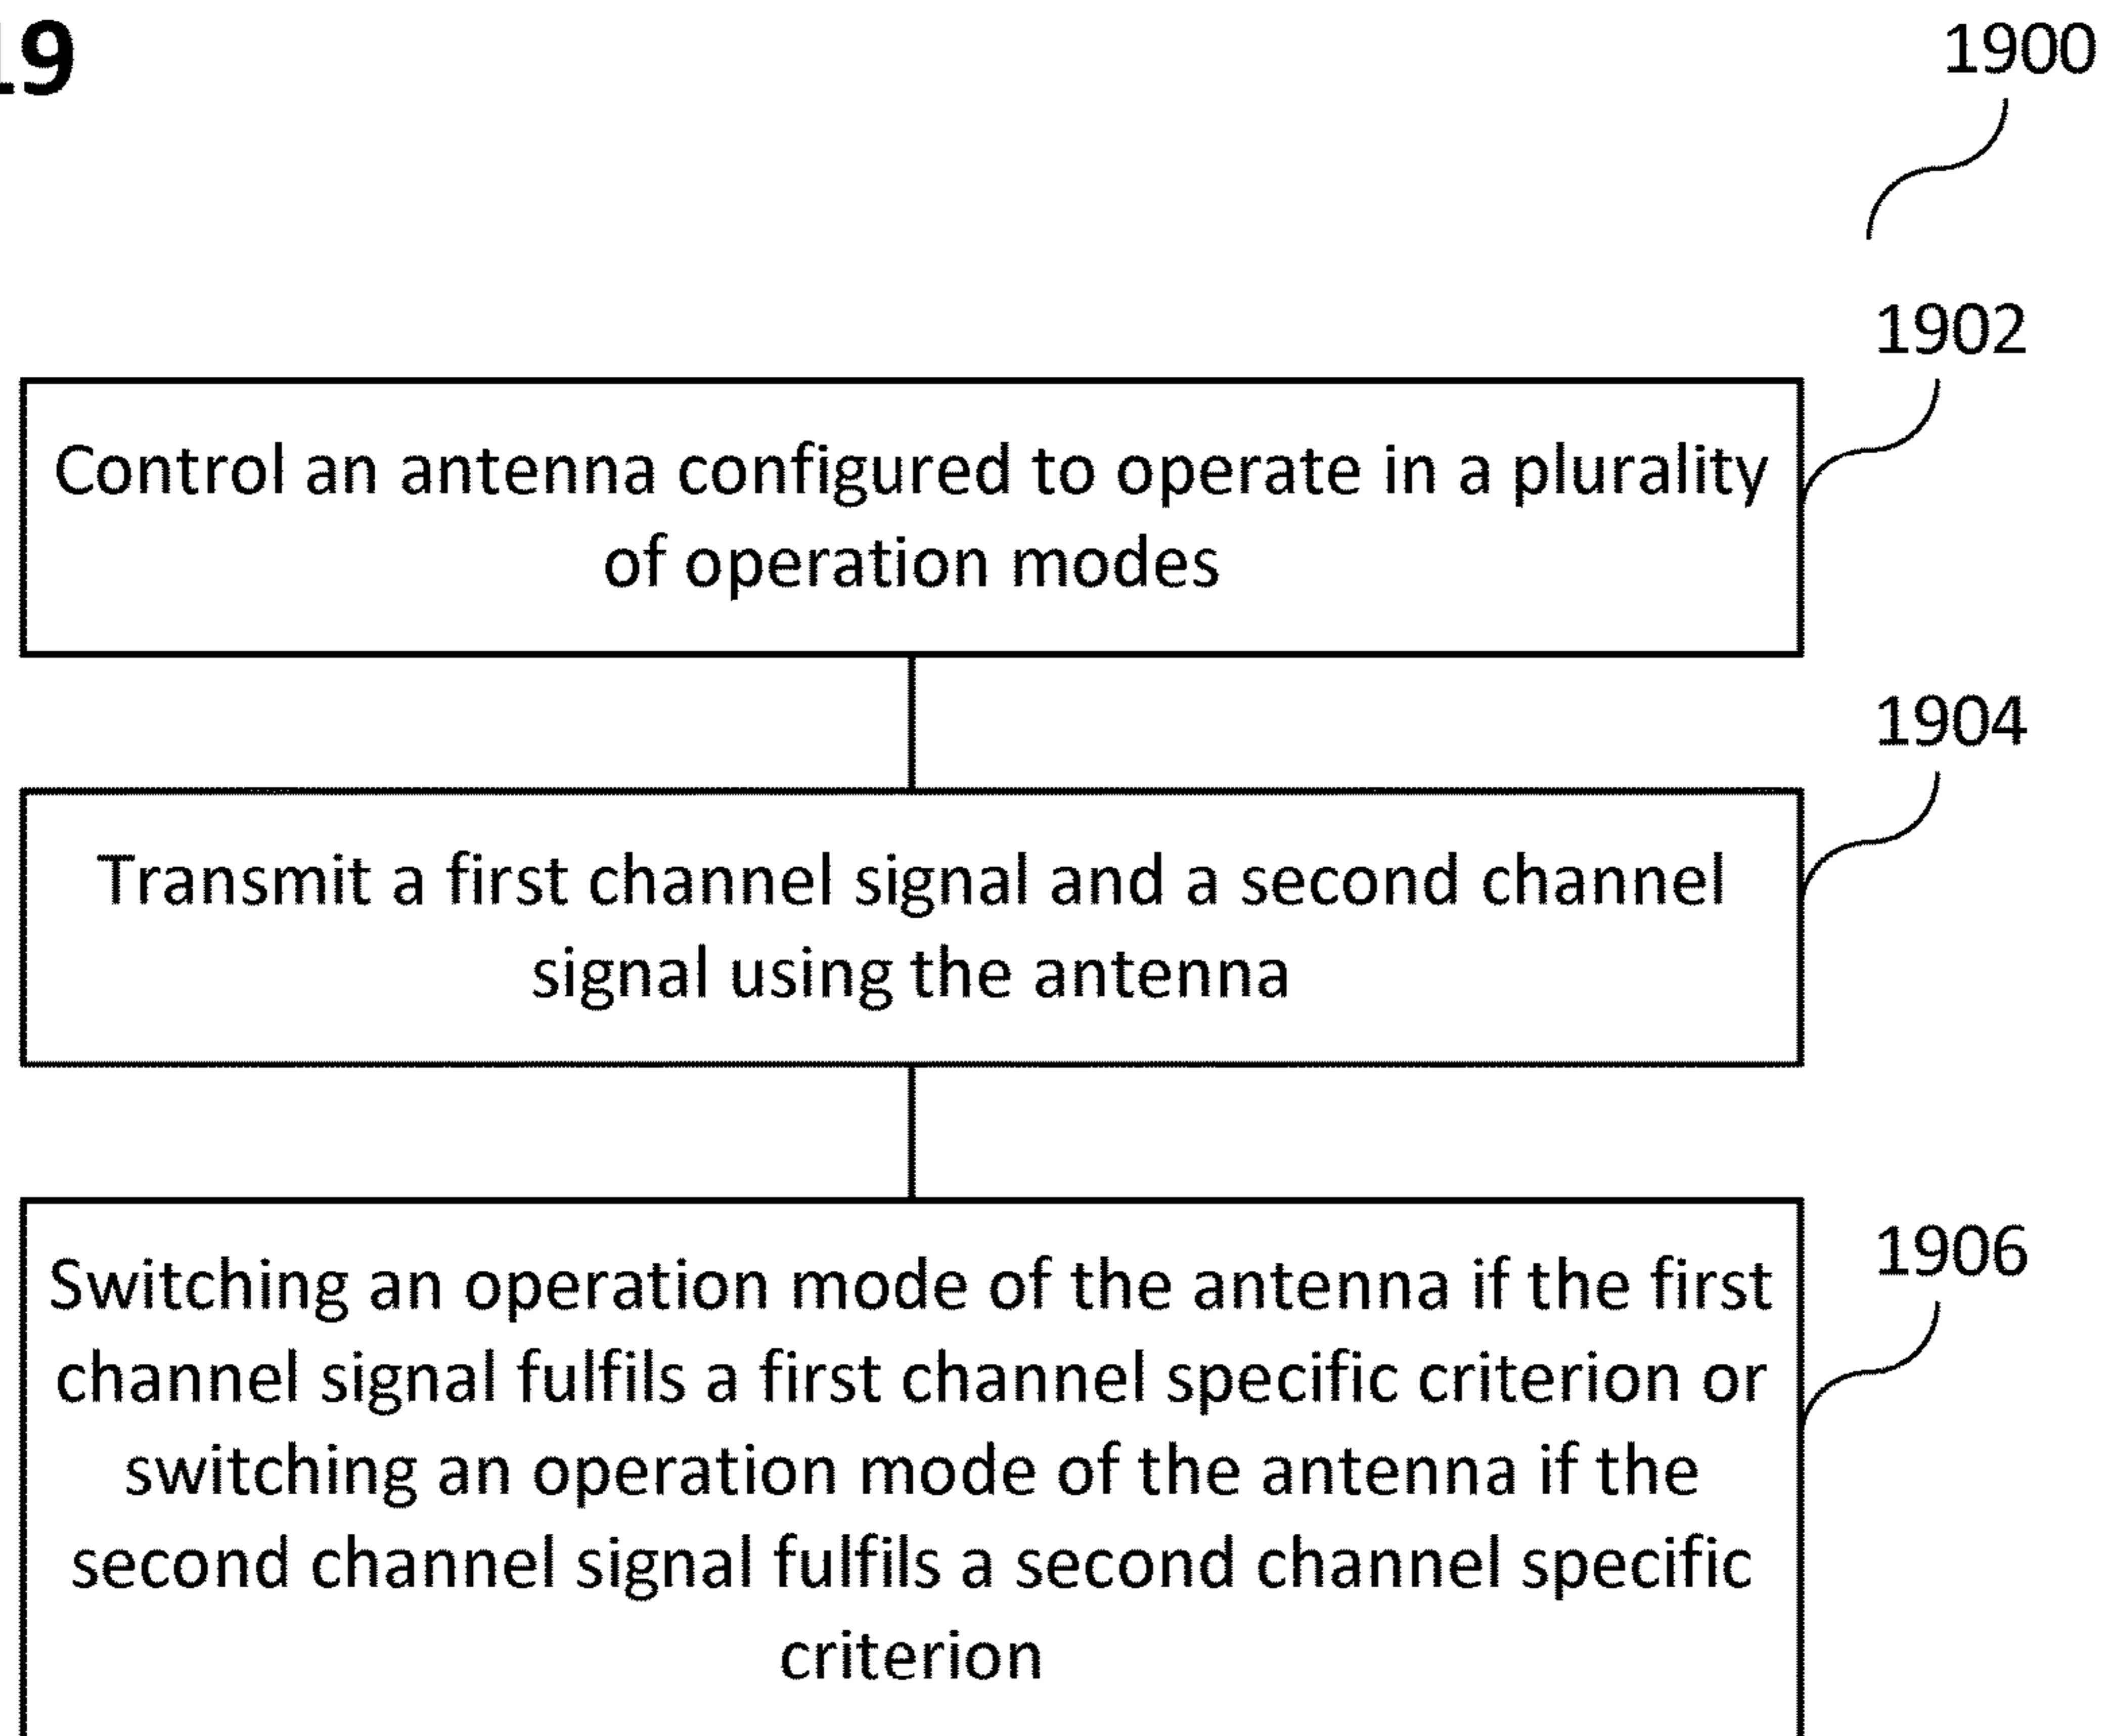 19
1900
1902
Control an antenna configured to operate in a plurality
of operation modes
1904
Transmit a first channel signal and a second channel
signal using the antenna
1906
Switching an operation mode of the antenna if the first
channel signal fulfils a first channel specific criterion or
switching an operation mode of the antenna if the
second channel signal fulfils a second channel specific
criterion